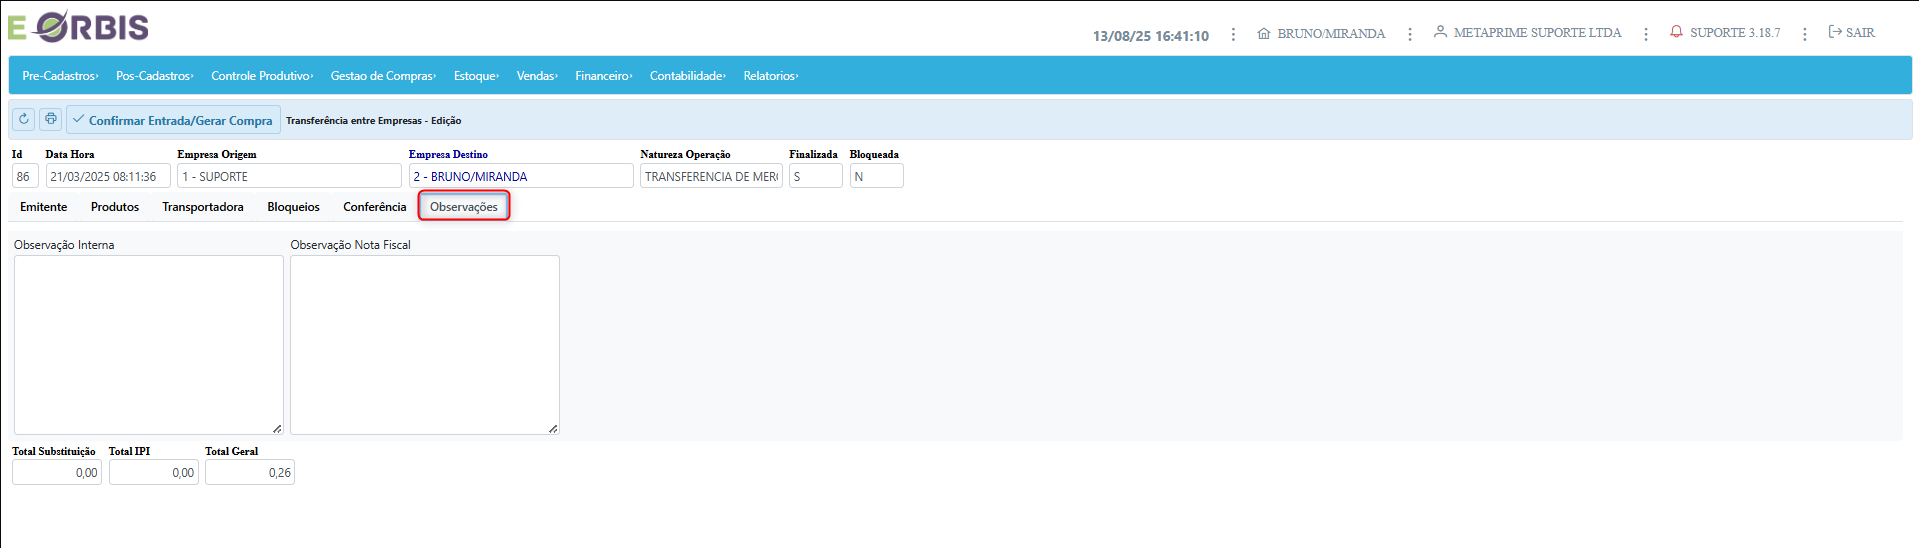 E-ORBIS
13/08/25 16:41:10 BRUNO/MIRANDA METAPRIME SUPORTE LTDA SUPORTE 3.18.7 SAIR
Pre-Cadastros Pos-Cadastros Controle Produtivo Gestao de Compras Estoque Vendas Financeiro Contabilidade Relatorios
Confirmar Entrada/Gerar Compra Transferência entre Empresas - Edição
Id Data Hora Empresa Origem Empresa Destino Natureza Operação Finalizada Bloqueada
86 21/03/2025 08:11:36 1 - SUPORTE 2 - BRUNO/MIRANDA TRANSFERENCIA DE MER S N
Emitente Produtos Transportadora Bloqueios Conferência Observações
Observação Interna Observação Nota Fiscal
Total Substituição Total IPI Total Geral
0,00 0,00 0,26